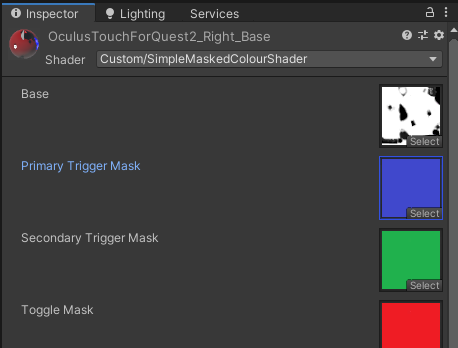 Inspector
Lighting
Services
OculusTouchForQuest2_Right_Base
Shader
Custom/SimpleMaskedColourShader
Base
Select
Primary Trigger Mask
Select
Secondary Trigger Mask
Select
Toggle Mask